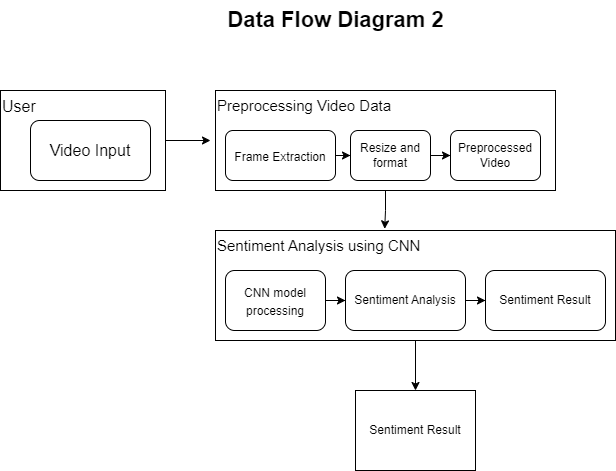 Data Flow Diagram 2
User
Video Input
Preprocessing Video Data
Frame Extraction
Resize and
format
Preprocessed
Video
Sentiment Analysis using CNN
CNN model
processing
Sentiment Analysis
Sentiment Result
Sentiment Result